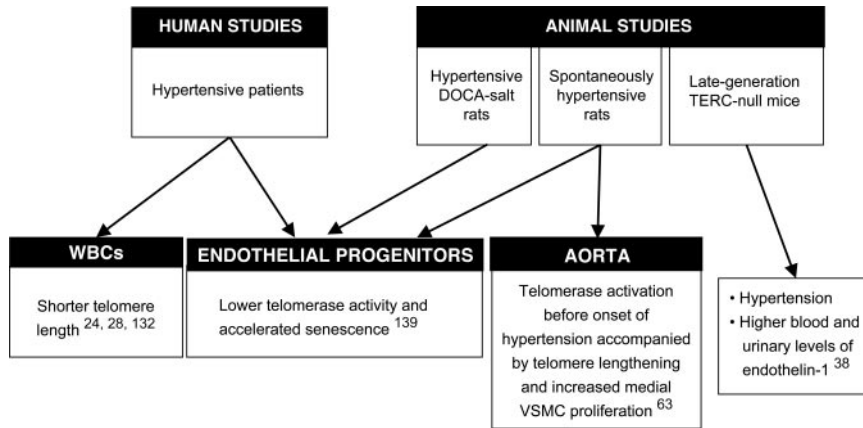 HUMAN STUDIES
Hypertensive patients
ANIMAL STUDIES
Hypertensive
DOCA-salt
rats
Spontaneously
hypertensive
rats
Late-generation
TERC-null mice
WBCs
Shorter telomere
length 24, 28, 132
ENDOTHELIAL PROGENITORS
Lower telomerase activity and
accelerated senescence 139
AORTA
Telomerase activation
before onset of
hypertension accompanied
by telomere lengthening
and increased medial
VSMC proliferation 63
• Hypertension
• Higher blood and
urinary levels of
endothelin-1 38